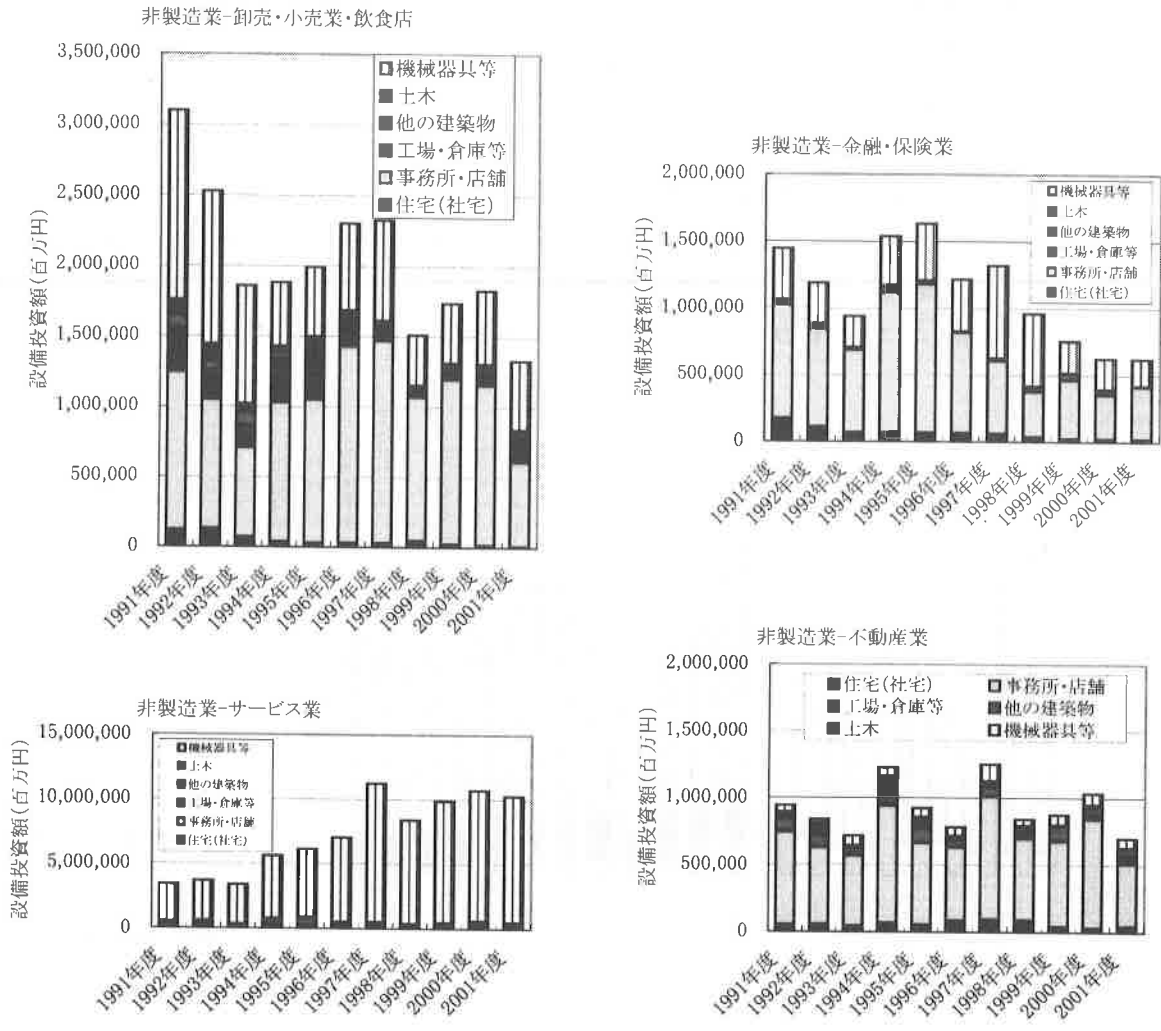 非製造業-卸売・小売業・飲食店
設備投資額(百万円)
3,500,000
3,000,000
2,500,000
2,000,000
1,500,000
1,000,000
500,000
0
機械器具等
土木
他の建築物
工場・倉庫等
事務所・店舗
住宅(社宅)
1991年度
1992年度
1993年度
1994年度
1995年度
1996年度
1997年度
1998年度
1999年度
2000年度
2001年度
非製造業-金融・保険業
設備投資額(百万円)
2,000,000
1,500,000
1,000,000
500,000
0
機械器具等
土木
他の建築物
工場・倉庫等
事務所・店舗
住宅(社宅)
1991年度
1992年度
1993年度
1994年度
1995年度
1996年度
1997年度
1998年度
1999年度
2000年度
2001年度
非製造業-サービス業
設備投資額(百万円)
15,000,000
10,000,000
5,000,000
0
機械器具等
土木
他の建築物
工場・倉庫等
事務所・店舗
住宅(社宅)
1991年度
1992年度
1993年度
1994年度
1995年度
1996年度
1997年度
1998年度
1999年度
2000年度
2001年度
非製造業-不動産業
設備投資額(百万円)
2,000,000
1,500,000
1,000,000
500,000
0
住宅(社宅)
事務所・店舗
工場・倉庫等
他の建築物
土木
機械器具等
1991年度
1992年度
1993年度
1994年度
1995年度
1996年度
1997年度
1998年度
1999年度
2000年度
2001年度